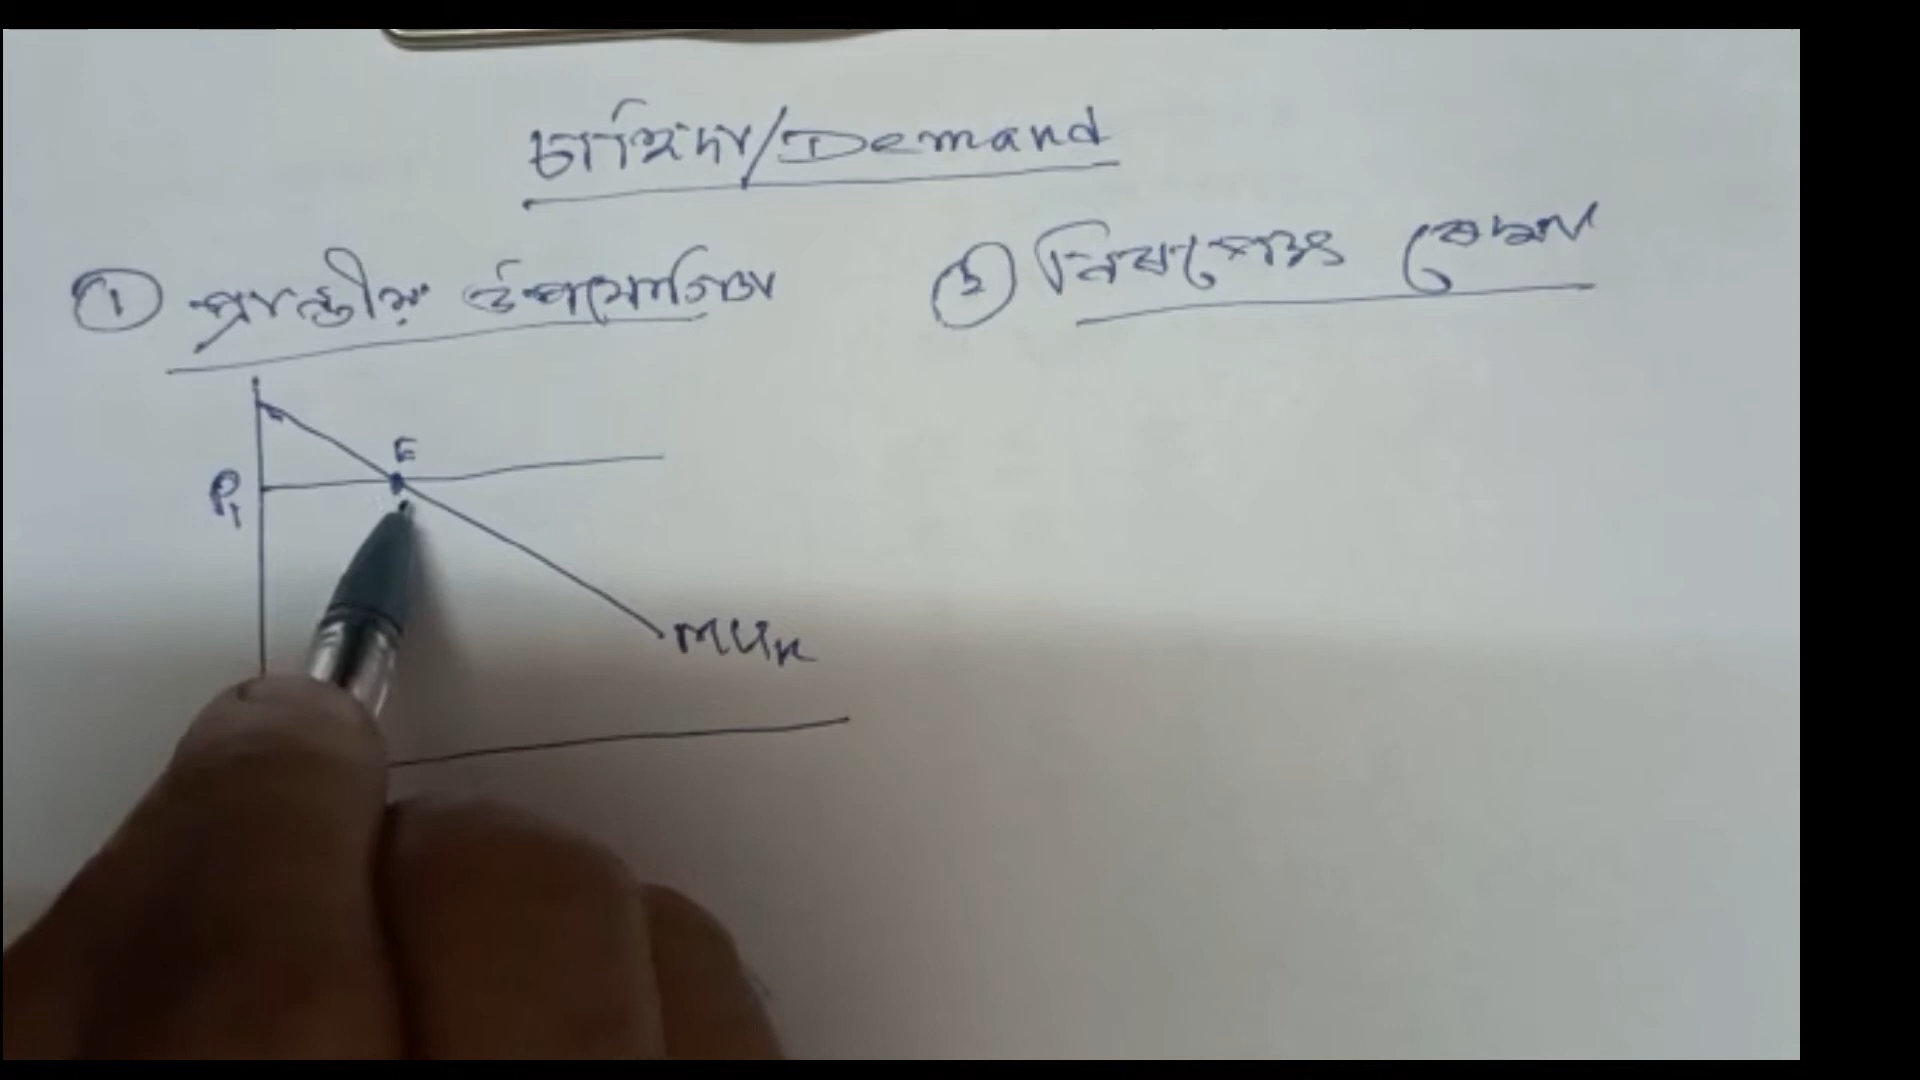 চাহিদা/Demand
① প্রান্তীয় উপযোগিতা
② নিরপেক্ষ রেখা
E
P₁
MUₓ